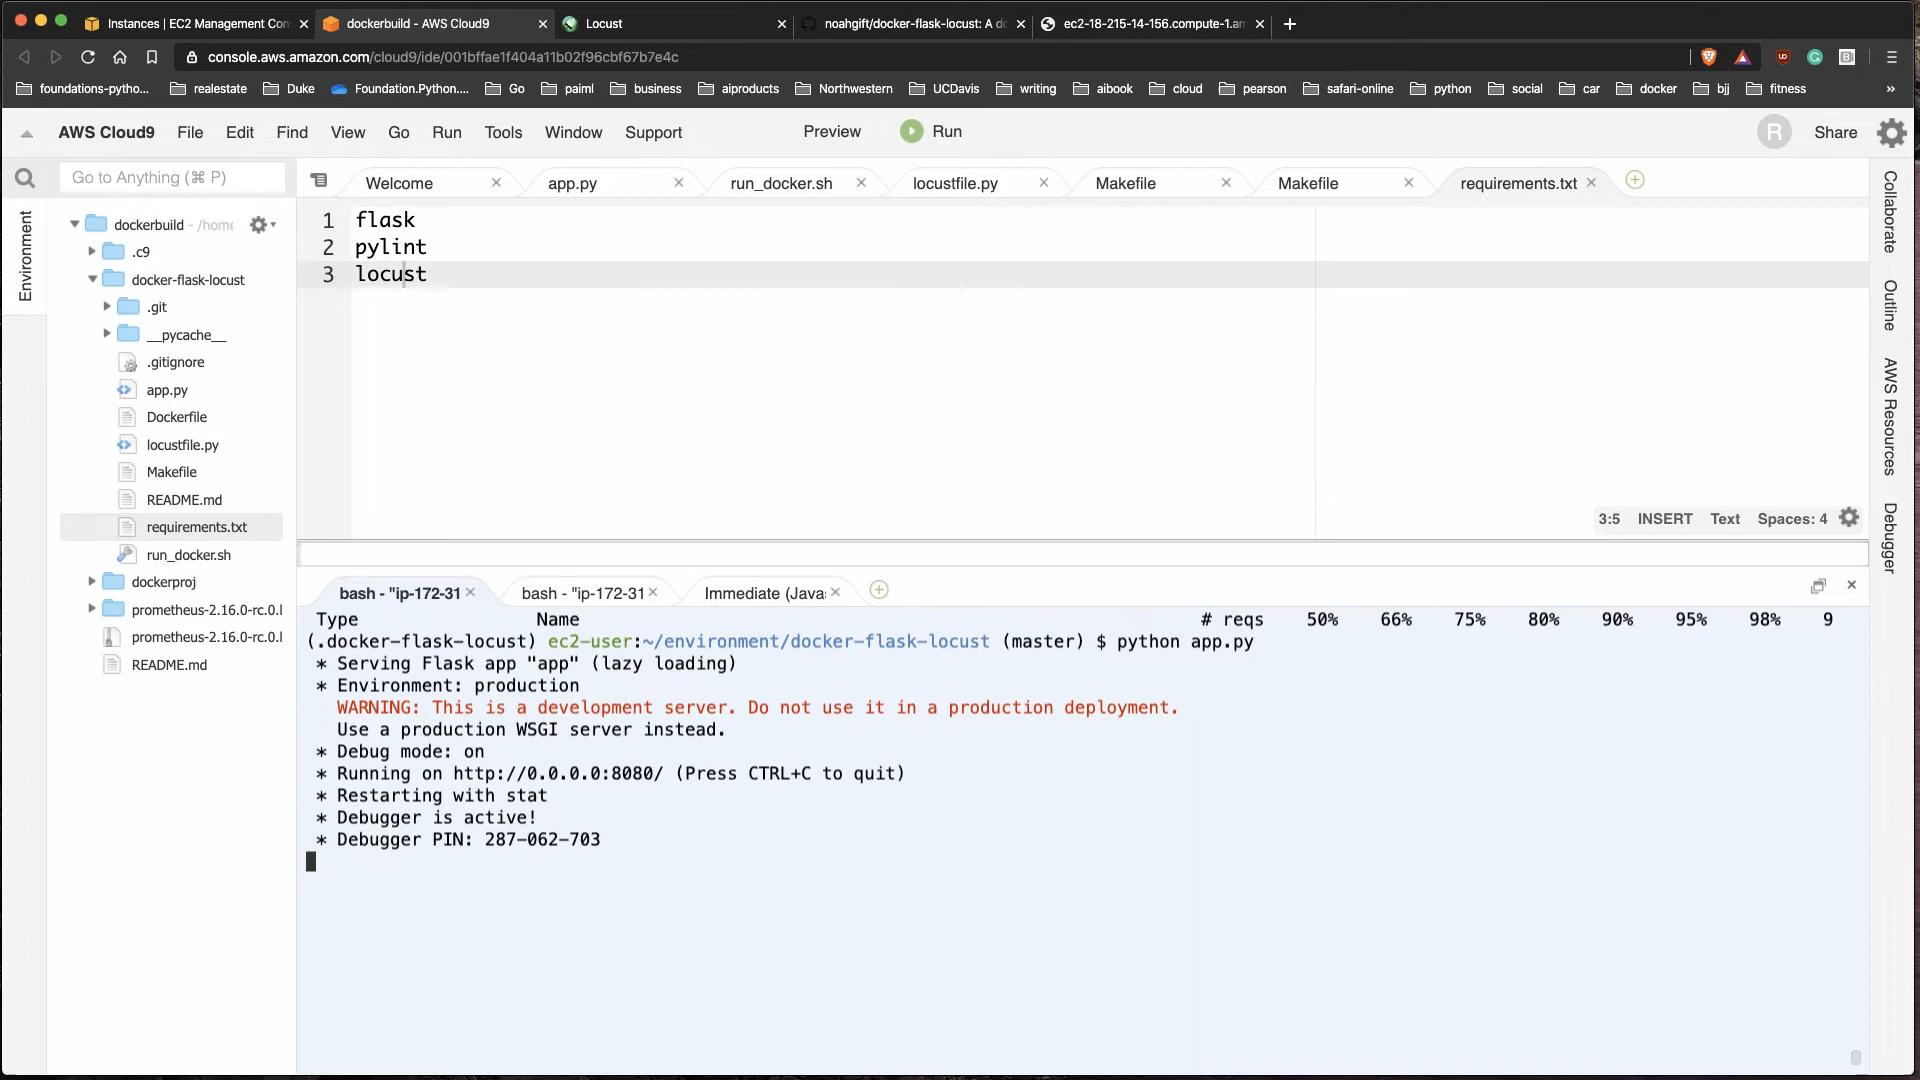 Instances | EC2 Management Con
dockerbuild - AWS Cloud9
Locust
noahgift/docker-flask-locust: A do
ec2-18-215-14-156.compute-1.am
console.aws.amazon.com/cloud9/ide/001bffae1f404a11b02f96cbf67b7e4c
foundations-pytho...
realestate
Duke
Foundation.Python....
Go
paiml
business
aiproducts
Northwestern
UCDavis
writing
aibook
cloud
pearson
safari-online
python
social
car
docker
bjj
fitness
»
AWS Cloud9 File Edit Find View Go Run Tools Window Support Preview Run R Share
Go to Anything (⌘ P)
Welcome
app.py
run_docker.sh
locustfile.py
Makefile
Makefile
requirements.txt
Environment
dockerbuild - /home
.c9
docker-flask-locust
.git
__pycache__
.gitignore
app.py
Dockerfile
locustfile.py
Makefile
README.md
requirements.txt
run_docker.sh
dockerproj
prometheus-2.16.0-rc.0.l
prometheus-2.16.0-rc.0.l
README.md
1 flask
2 pylint
3 locust
3:5 INSERT Text Spaces: 4
Collaborate
Outline
AWS Resources
Debugger
bash - "ip-172-31
bash - "ip-172-31
Immediate (Java
Type Name # reqs 50% 66% 75% 80% 90% 95% 98% 9
(.docker-flask-locust) ec2-user:~/environment/docker-flask-locust (master) $ python app.py
* Serving Flask app "app" (lazy loading)
* Environment: production
WARNING: This is a development server. Do not use it in a production deployment.
Use a production WSGI server instead.
* Debug mode: on
* Running on http://0.0.0.0:8080/ (Press CTRL+C to quit)
* Restarting with stat
* Debugger is active!
* Debugger PIN: 287-062-703